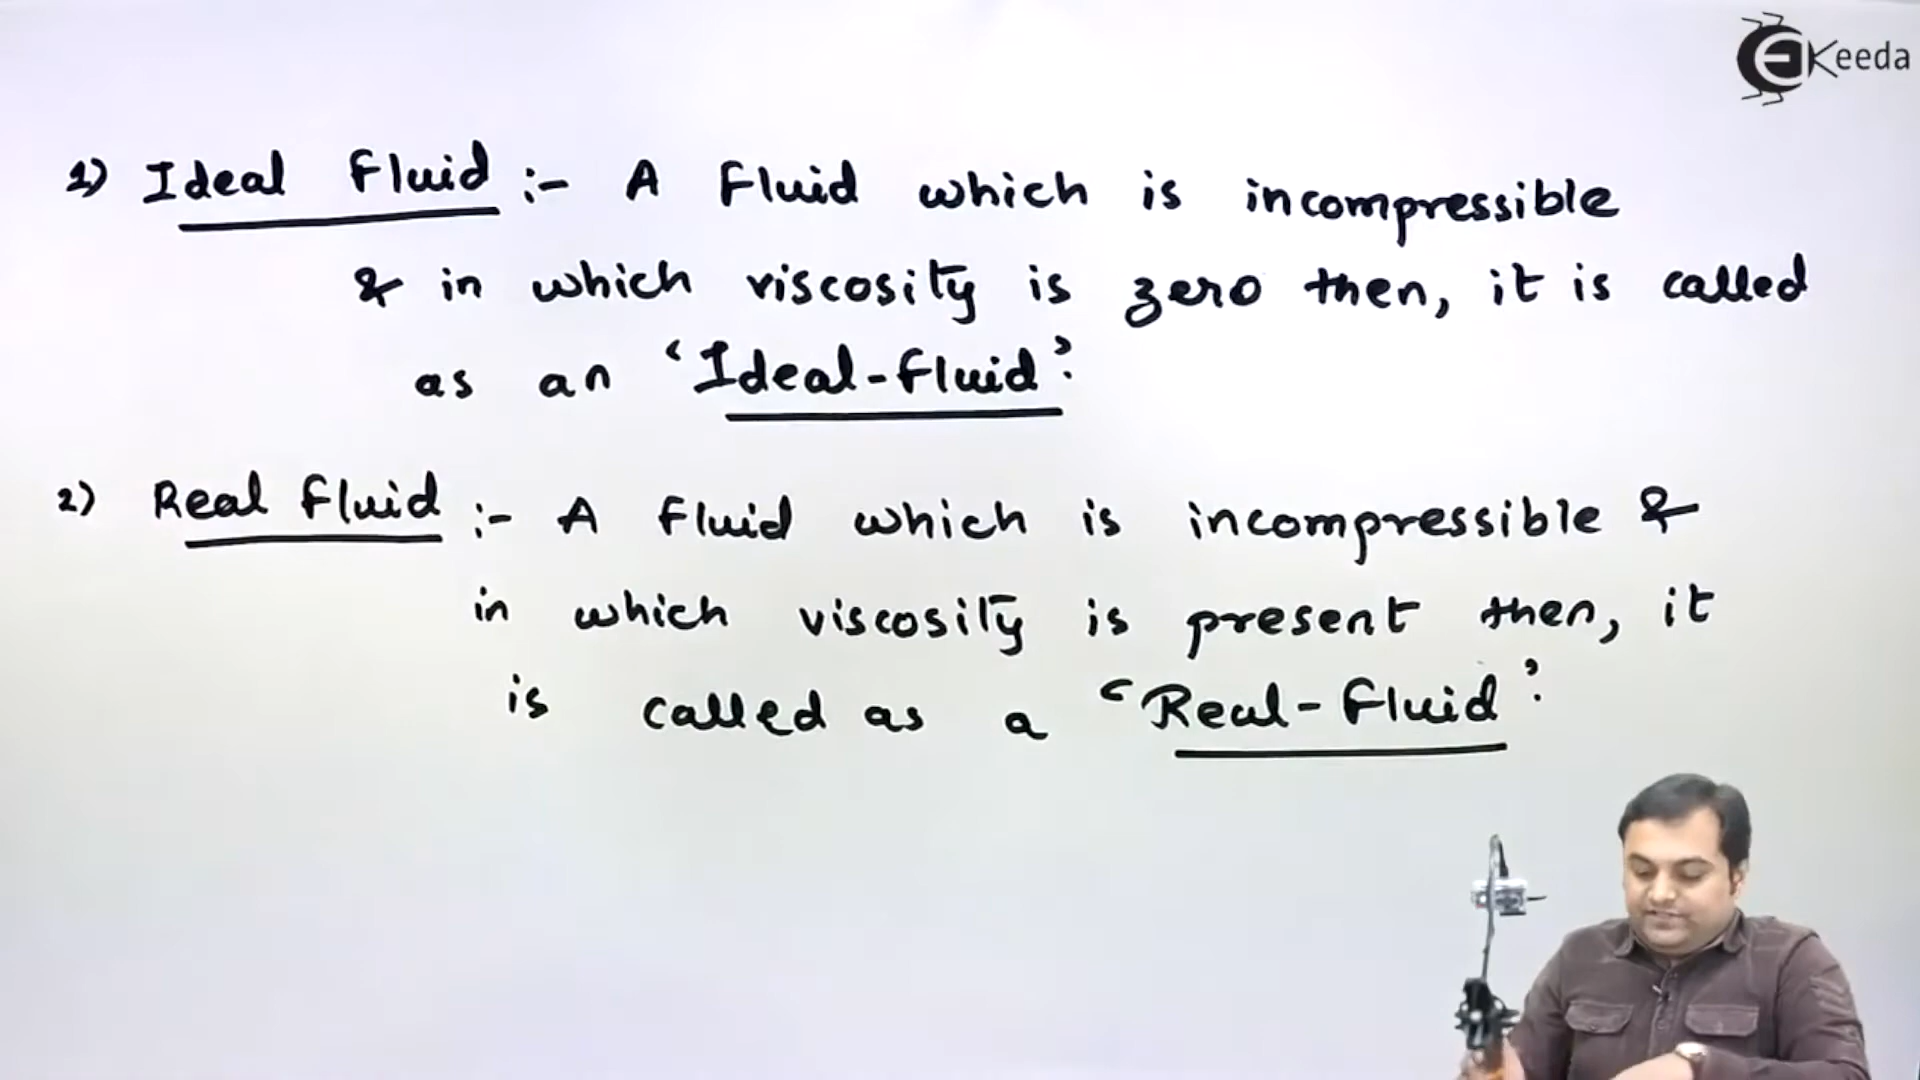 EKeeda
1) Ideal Fluid :- A Fluid which is incompressible
& in which viscosity is zero then, it is called
as an 'Ideal-Fluid'.
2) Real Fluid :- A Fluid which is incompressible &
in which viscosity is present then, it
is called as a 'Real-Fluid'.